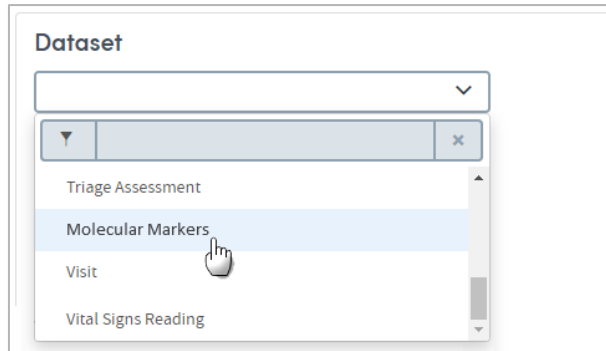 Dataset
Triage Assessment
Molecular Markers
Visit
Vital Signs Reading